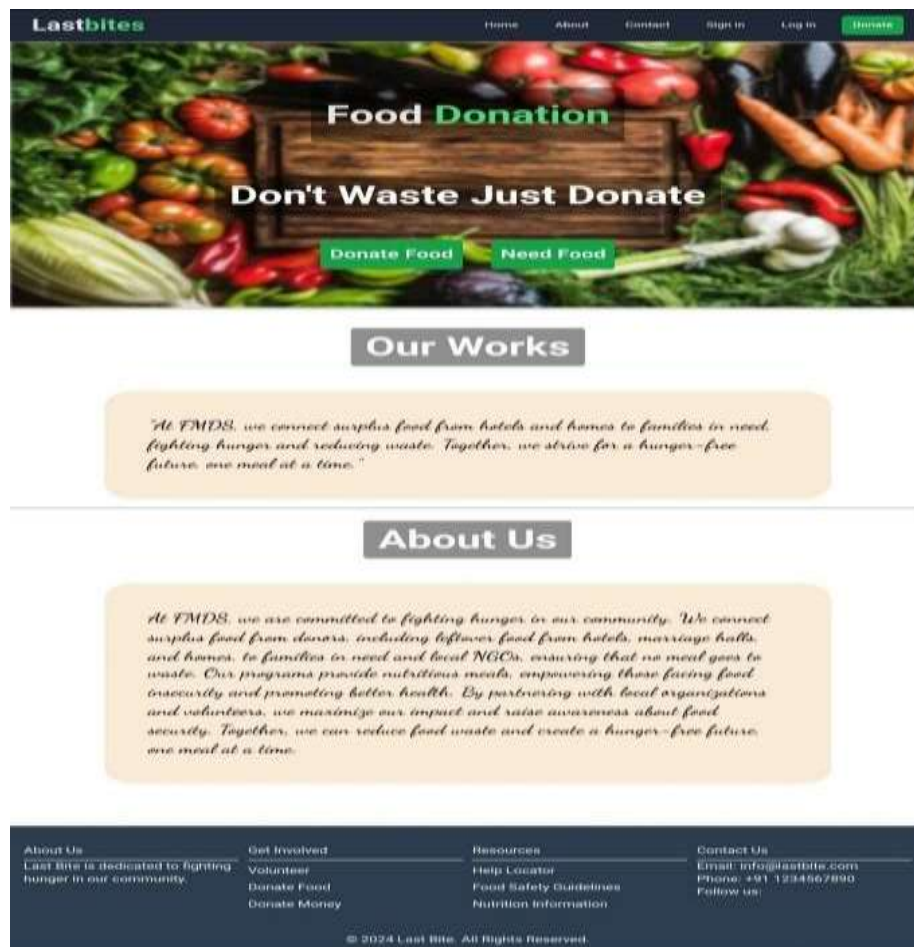 Lastbites
Home About Contact Sign In Log In Donate
Food Donation
Don't Waste Just Donate
Donate Food Need Food
Our Works
"At FMDS, we connect surplus food from hotels and homes to families in need,
fighting hunger and reducing waste. Together, we strive for a hunger-free
future, one meal at a time."
About Us
At FMDS, we are committed to fighting hunger in our community. We connect
surplus food from donors, including leftover food from hotels, marriage halls,
and homes, to families in need and local NGOs, ensuring that no meal goes to
waste. Our programs provide nutritious meals, empowering those facing food
insecurity and promoting better health. By partnering with local organizations
and volunteers, we maximize our impact and raise awareness about food
security. Together, we can reduce food waste and create a hunger-free future,
one meal at a time.
About Us
Last Bite is dedicated to fighting
hunger in our community.
Get Involved
Volunteer
Donate Food
Donate Money
Resources
Help Locator
Food Safety Guidelines
Nutrition Information
Contact Us
Email: info@lastbite.com
Phone: +91 1234567890
Follow us:
© 2024 Last Bite. All Rights Reserved.